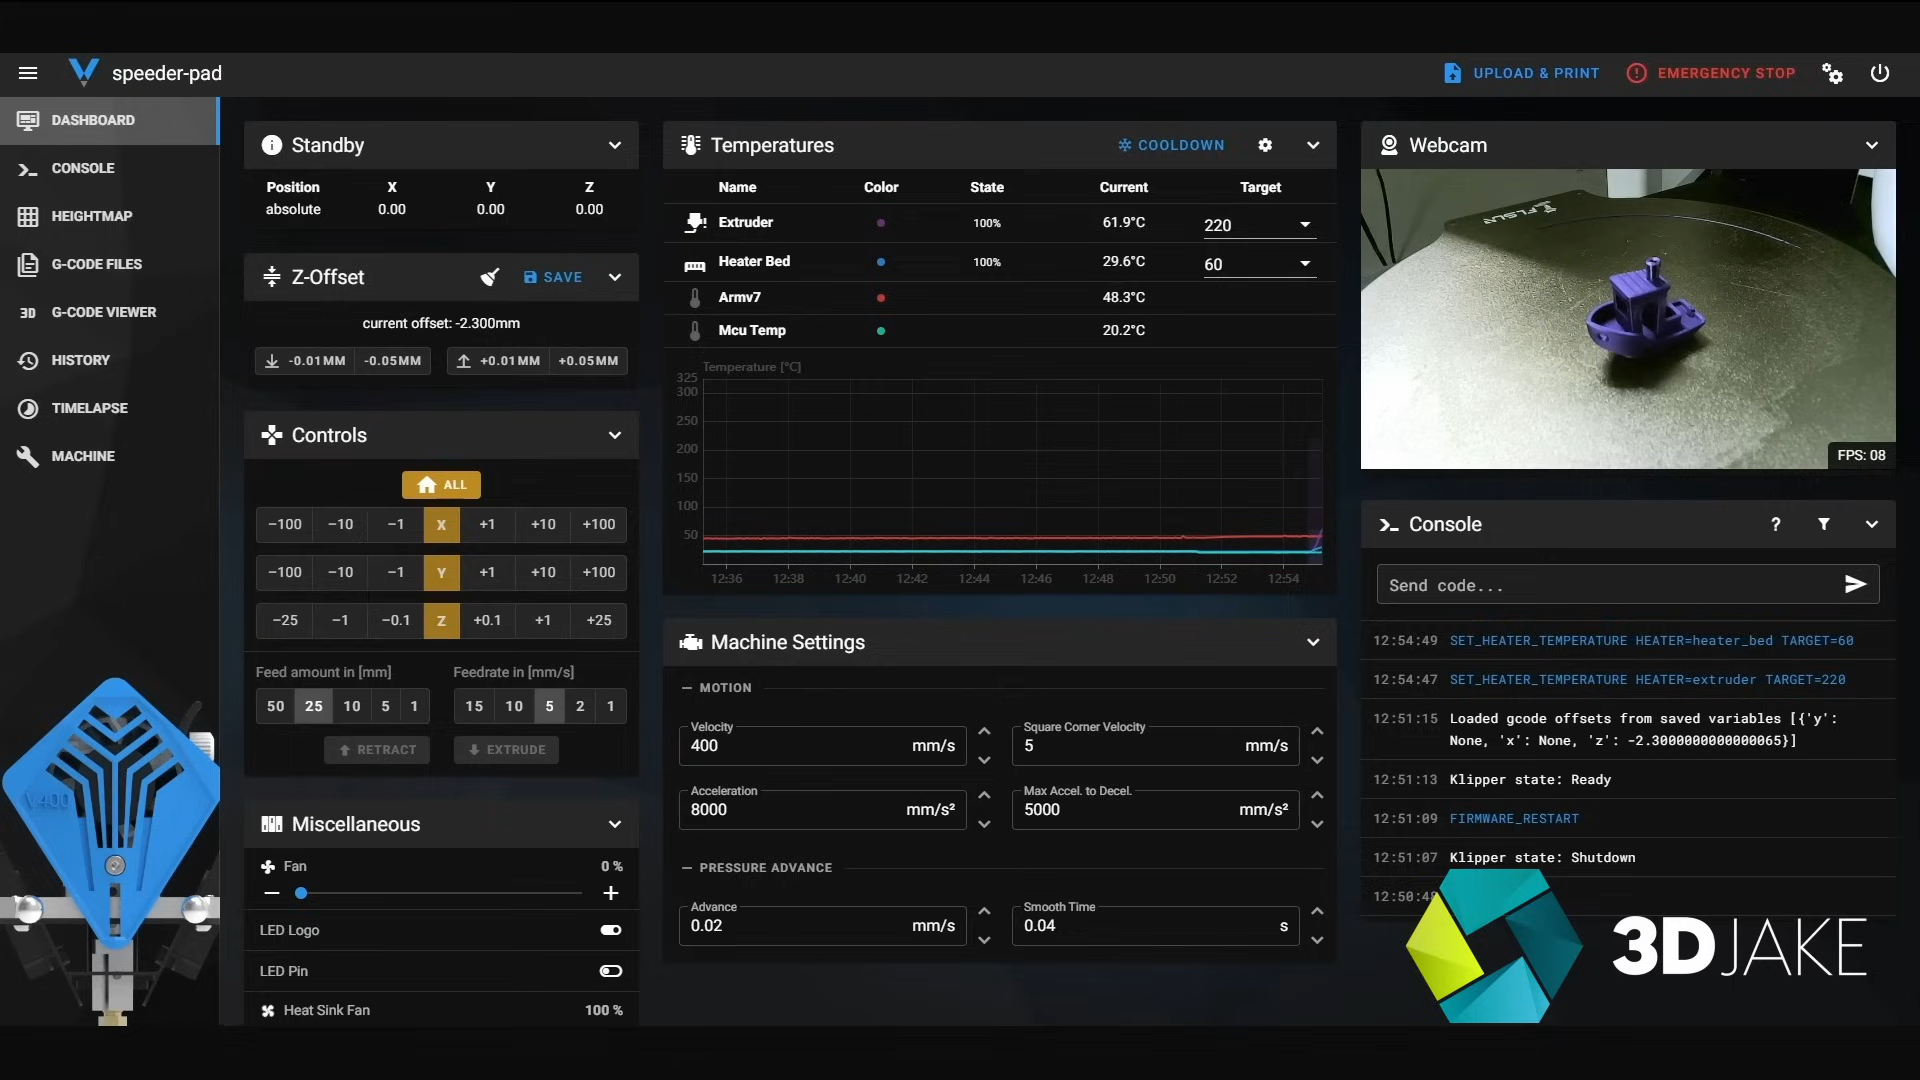 speeder-pad
UPLOAD & PRINT
EMERGENCY STOP
DASHBOARD
CONSOLE
HEIGHTMAP
G-CODE FILES
3D G-CODE VIEWER
HISTORY
TIMELAPSE
MACHINE
V400
Standby
Position X Y Z
absolute 0.00 0.00 0.00
Z-Offset SAVE
current offset: -2.300mm
-0.01MM -0.05MM +0.01MM +0.05MM
Controls
ALL
-100 -10 -1 X +1 +10 +100
-100 -10 -1 Y +1 +10 +100
-25 -1 -0.1 Z +0.1 +1 +25
Feed amount in [mm] Feedrate in [mm/s]
50 25 10 5 1 15 10 5 2 1
RETRACT EXTRUDE
Miscellaneous
Fan 0 %
LED Logo
LED Pin
Heat Sink Fan 100 %
Temperatures COOLDOWN
Name Color State Current Target
Extruder 100% 61.9°C 220
Heater Bed 100% 29.6°C 60
Armv7 48.3°C
Mcu Temp 20.2°C
Temperature [°C]
325
300
250
200
150
100
50
12:36 12:38 12:40 12:42 12:44 12:46 12:48 12:50 12:52 12:54
Machine Settings
MOTION
Velocity Square Corner Velocity
400 mm/s 5 mm/s
Acceleration Max Accel. to Decel.
8000 mm/s² 5000 mm/s²
PRESSURE ADVANCE
Advance Smooth Time
0.02 mm/s 0.04 s
Webcam
FLSUN
FPS: 08
Console ?
Send code...
12:54:49 SET_HEATER_TEMPERATURE HEATER=heater_bed TARGET=60
12:54:47 SET_HEATER_TEMPERATURE HEATER=extruder TARGET=220
12:51:15 Loaded gcode offsets from saved variables [{'y':
None, 'x': None, 'z': -2.3000000000000065}]
12:51:13 Klipper state: Ready
12:51:09 FIRMWARE_RESTART
12:51:07 Klipper state: Shutdown
12:50:48
3DJAKE